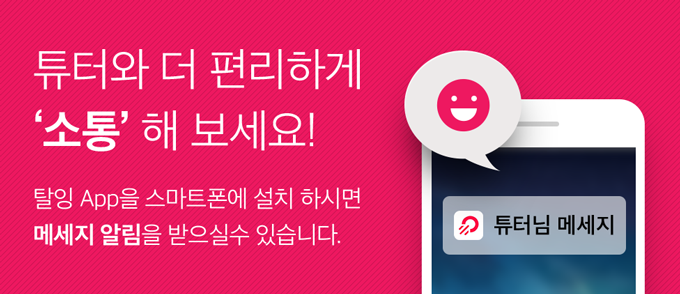 튜터와 더 편리하게
‘소통’ 해 보세요!
탈잉 App을 스마트폰에 설치 하시면
메세지 알림을 받으실수 있습니다.
튜터님 메세지